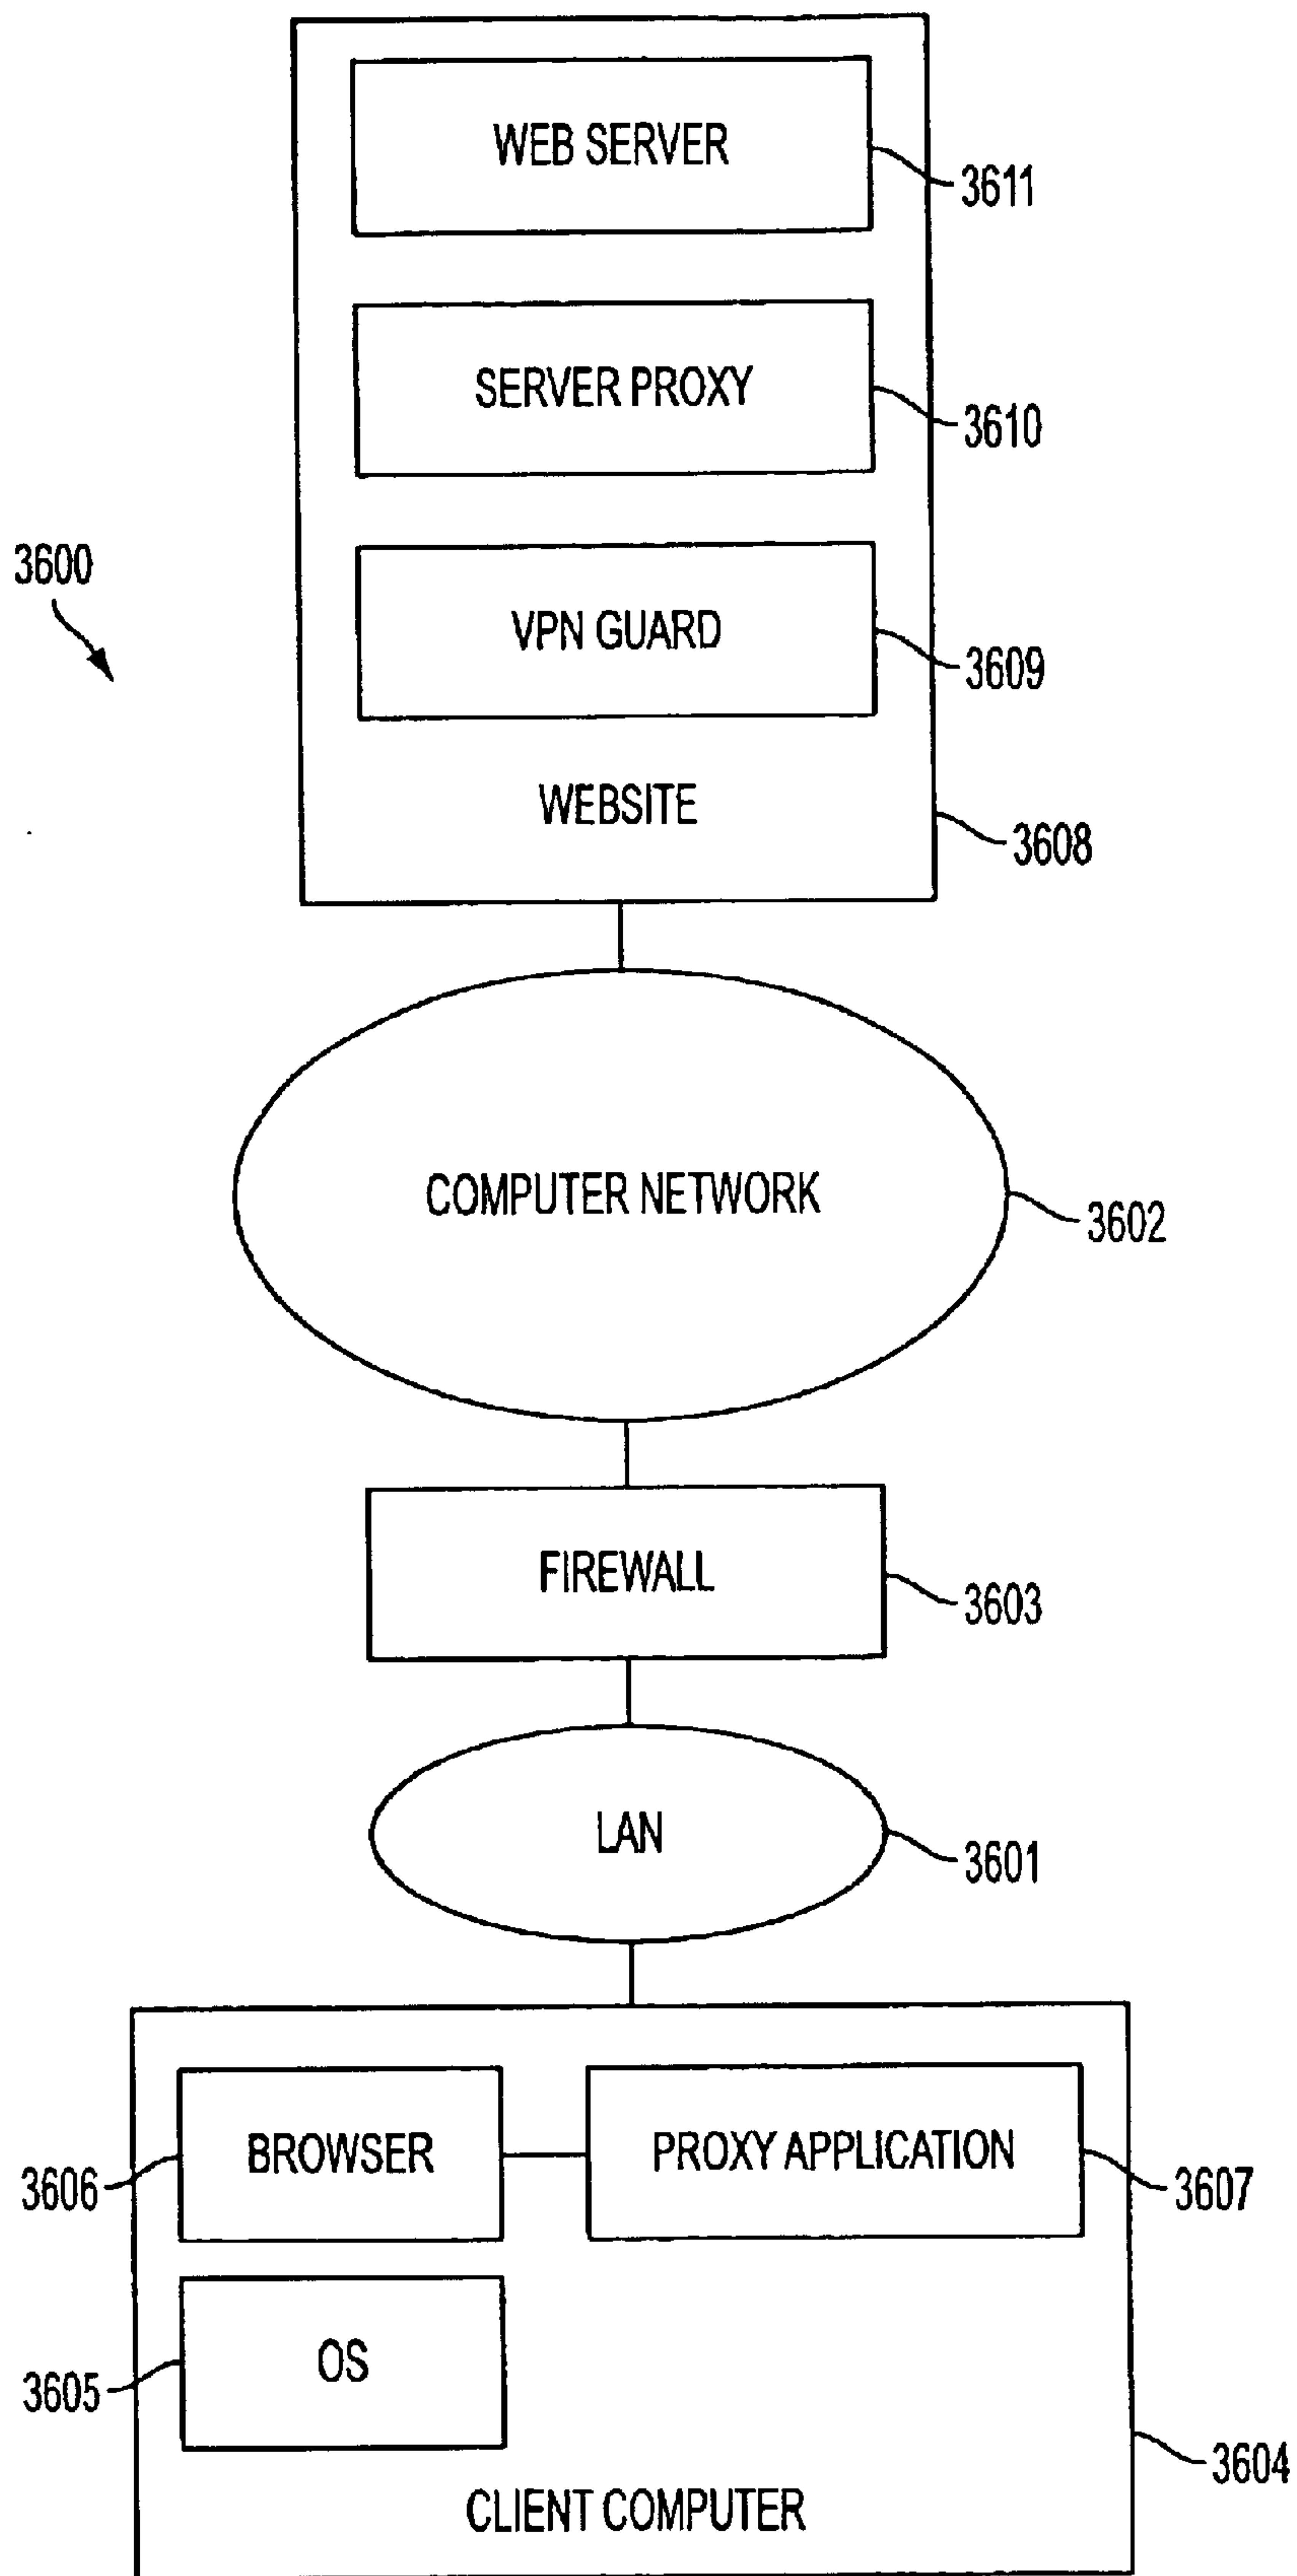 WEB SERVER
3611
SERVER PROXY
3610
3600
VPN GUARD
3609
WEBSITE
3608
COMPUTER NETWORK
3602
FIREWALL
3603
LAN
3601
BROWSER
PROXY APPLICATION
3606
3607
OS
3605
3604
CLIENT COMPUTER